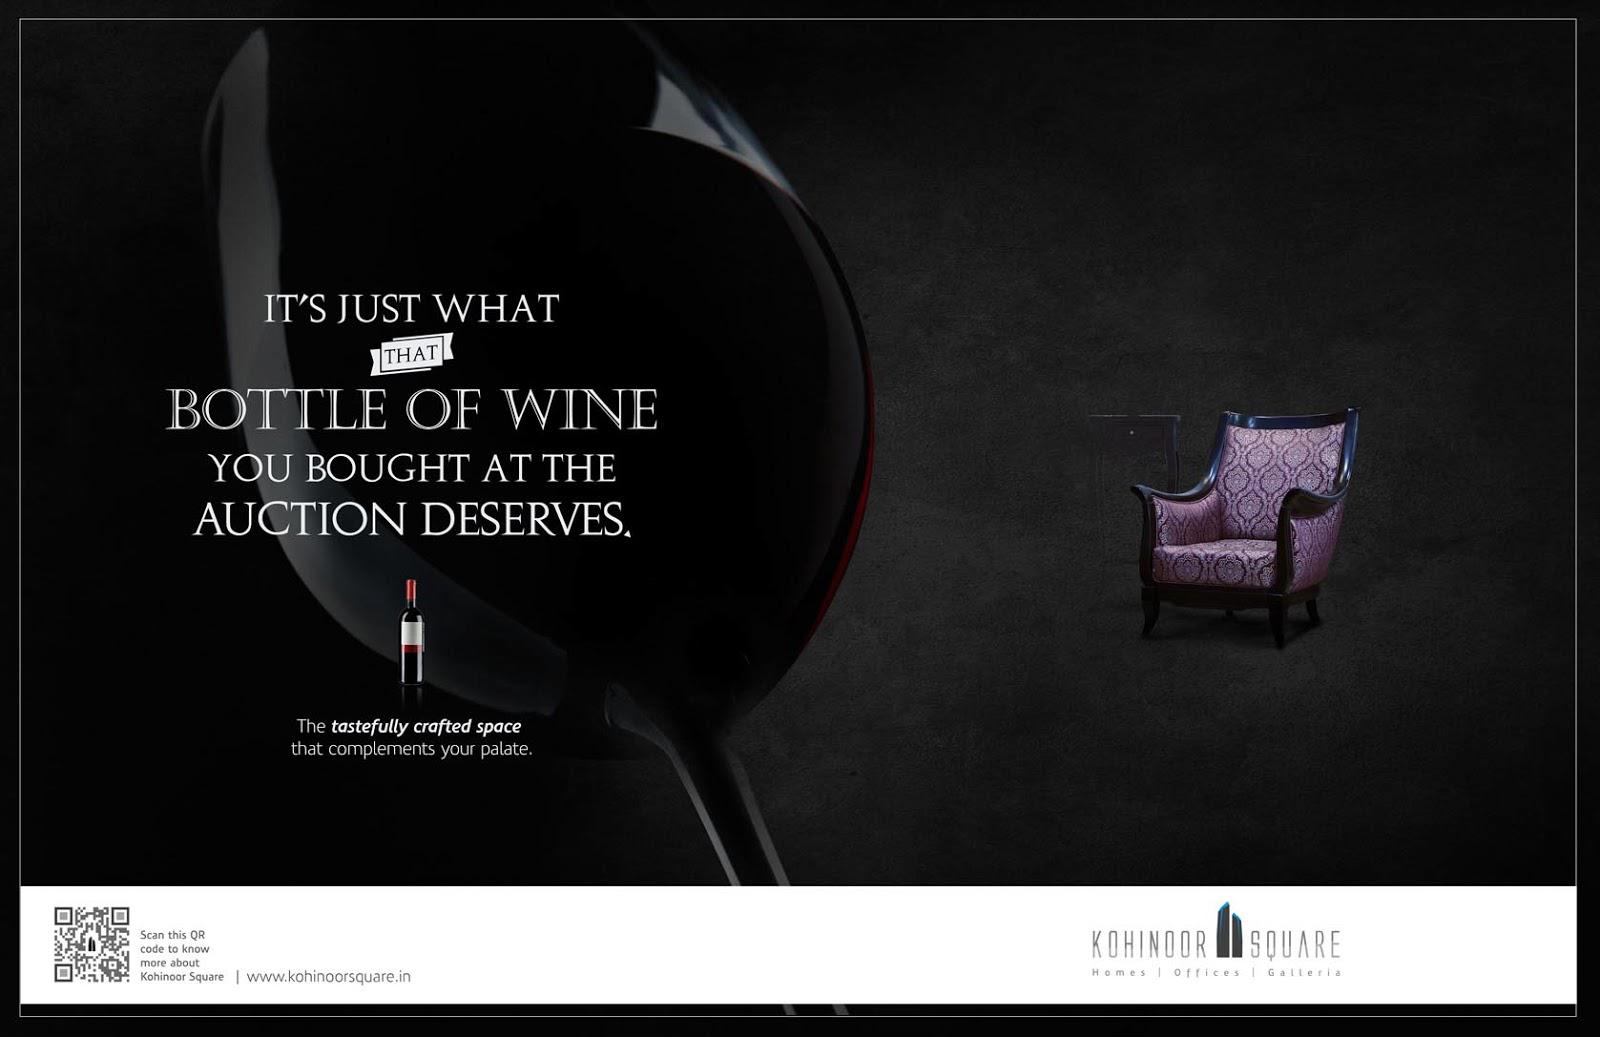 IT'S JUST WHAT
THAT
BOTTLE OF WINE
YOU BOUGHT AT THE
AUCTION DESERVES.
The tastefully crafted space
that complements your palate.
Scan this QR
code to know
more about
Kohinoor Square | www.kohinoorsquare.in
KOHINOOR SQUARE
Homes | Offices | Galleria